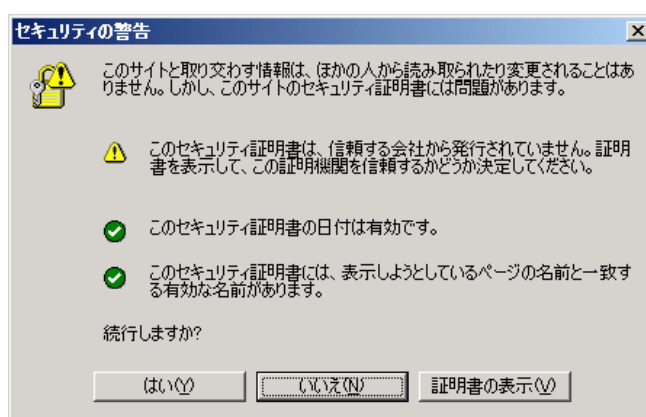 セキュリティの警告
このサイトと取り交わす情報は、ほかの人から読み取られたり変更されることはあ
りません。しかし、このサイトのセキュリティ証明書には問題があります。
このセキュリティ証明書は、信頼する会社から発行されていません。証明
書を表示して、この証明機関を信頼するかどうか決定してください。
このセキュリティ証明書の日付は有効です。
このセキュリティ証明書には、表示しようとしているページの名前と一致す
る有効な名前があります。
続行しますか?
はい(Y) いいえ(N) 証明書の表示(V)